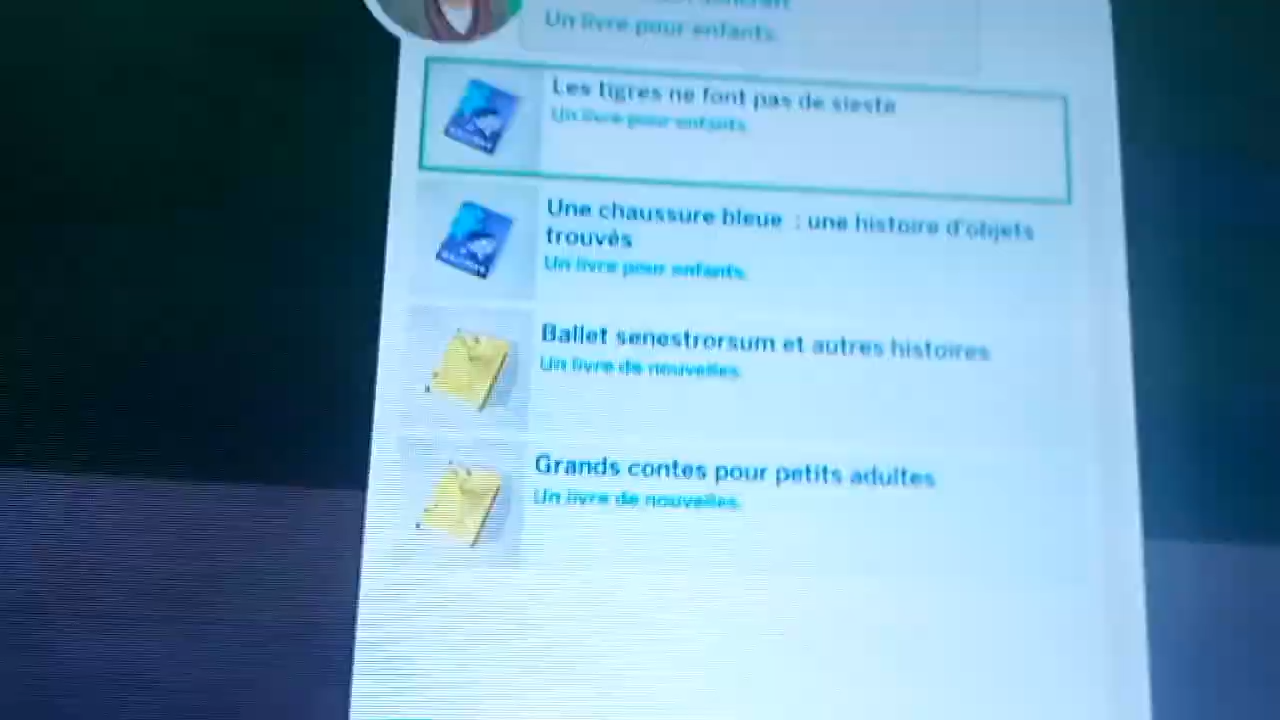 Un livre pour enfants.
Les tigres ne font pas de sieste
Un livre pour enfants.
Une chaussure bleue : une histoire d'objets
trouvés
Un livre pour enfants.
Ballet senestrorsum et autres histoires
Un livre de nouvelles.
Grands contes pour petits adultes
Un livre de nouvelles.